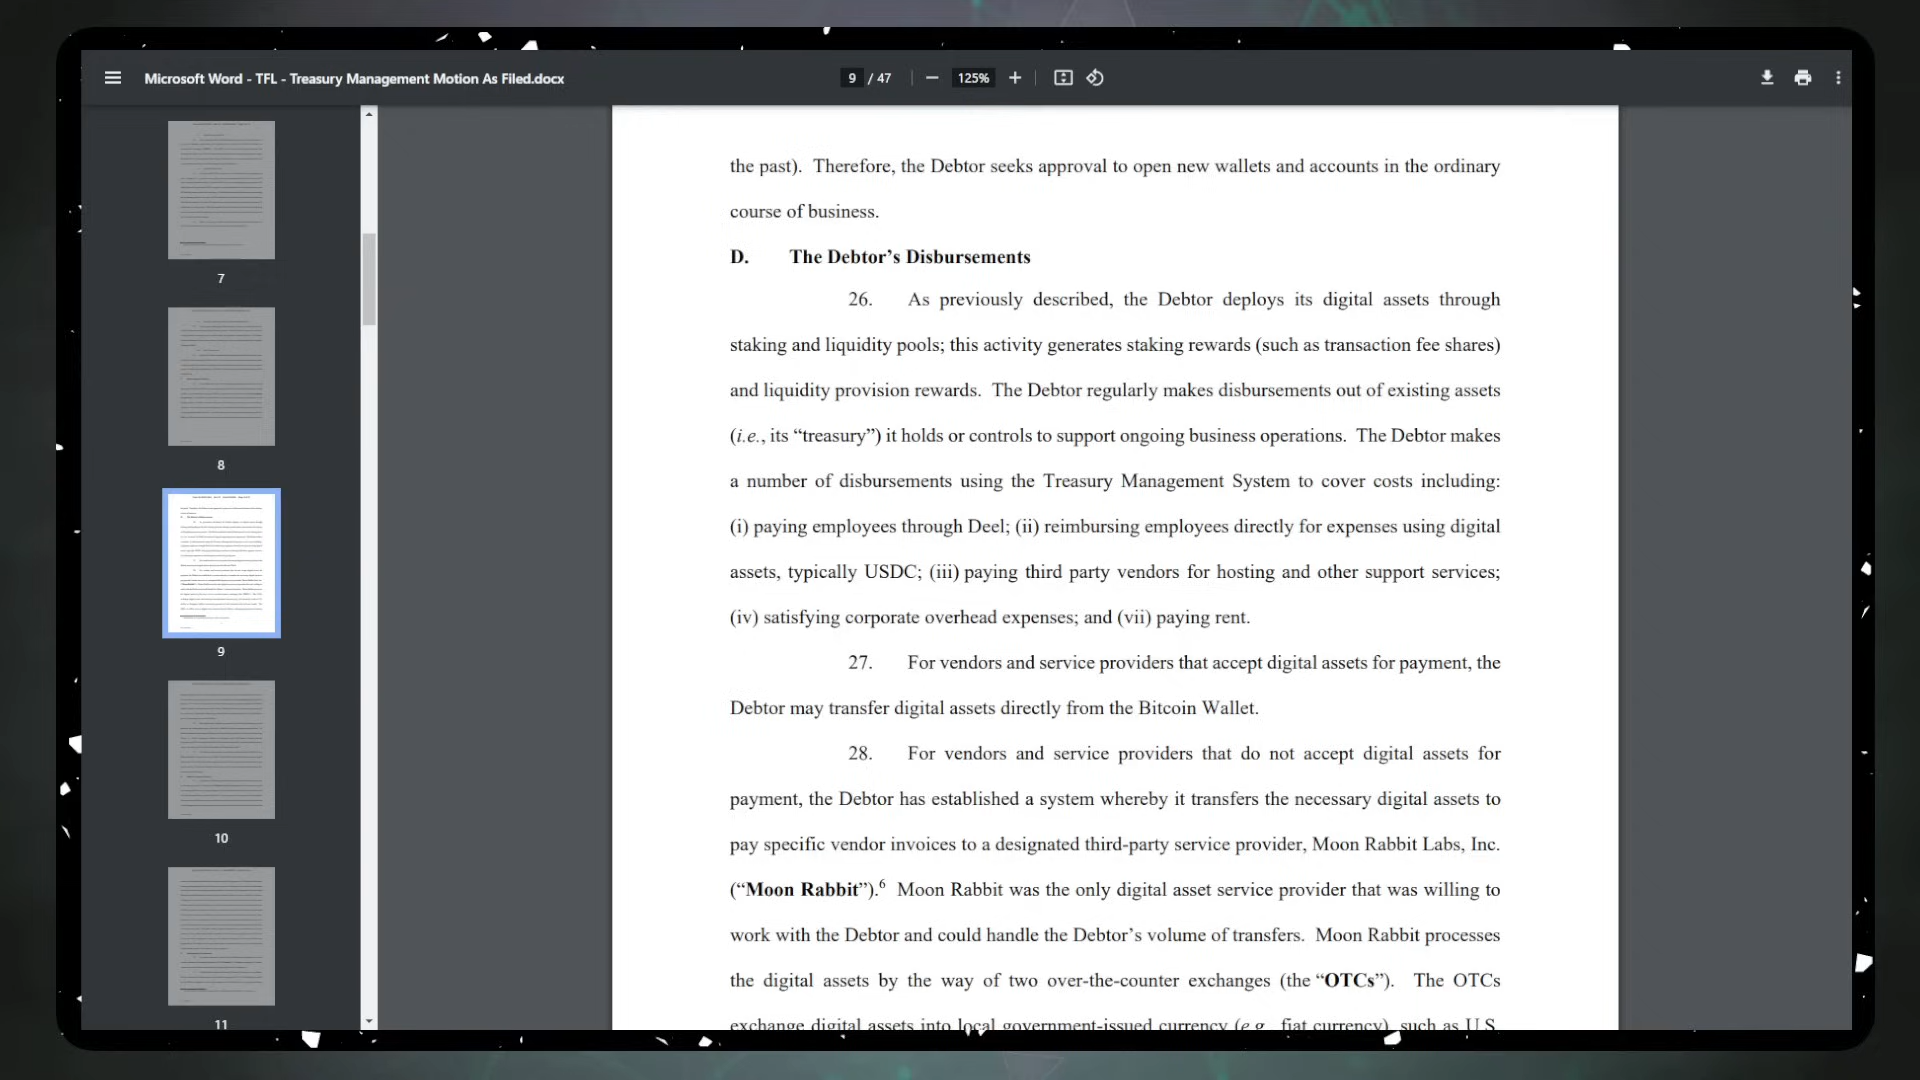 Microsoft Word - TFL - Treasury Management Motion As Filed.docx
9 / 47
125%
7
8
9
10
11
the past). Therefore, the Debtor seeks approval to open new wallets and accounts in the ordinary
course of business.
D. The Debtor’s Disbursements
26. As previously described, the Debtor deploys its digital assets through
staking and liquidity pools; this activity generates staking rewards (such as transaction fee shares)
and liquidity provision rewards. The Debtor regularly makes disbursements out of existing assets
(i.e., its “treasury”) it holds or controls to support ongoing business operations. The Debtor makes
a number of disbursements using the Treasury Management System to cover costs including:
(i) paying employees through Deel; (ii) reimbursing employees directly for expenses using digital
assets, typically USDC; (iii) paying third party vendors for hosting and other support services;
(iv) satisfying corporate overhead expenses; and (vii) paying rent.
27. For vendors and service providers that accept digital assets for payment, the
Debtor may transfer digital assets directly from the Bitcoin Wallet.
28. For vendors and service providers that do not accept digital assets for
payment, the Debtor has established a system whereby it transfers the necessary digital assets to
pay specific vendor invoices to a designated third-party service provider, Moon Rabbit Labs, Inc.
(“Moon Rabbit”).6 Moon Rabbit was the only digital asset service provider that was willing to
work with the Debtor and could handle the Debtor’s volume of transfers. Moon Rabbit processes
the digital assets by the way of two over-the-counter exchanges (the “OTCs”). The OTCs
exchange digital assets into local government-issued currency (e.g., fiat currency), such as U.S.